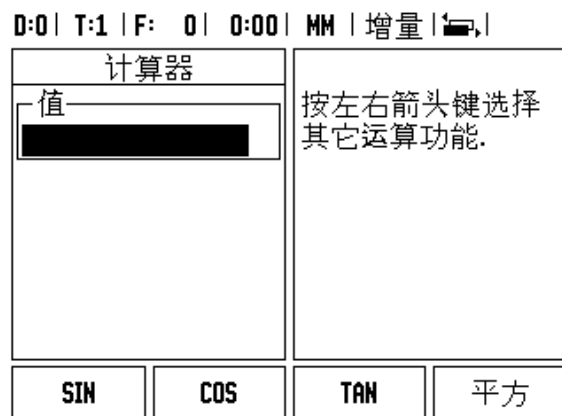 D:0| T:1 |F: 0| 0:00| MM |增量|
计算器
值
按左右箭头键选择
其它运算功能.
SIN COS TAN 平方